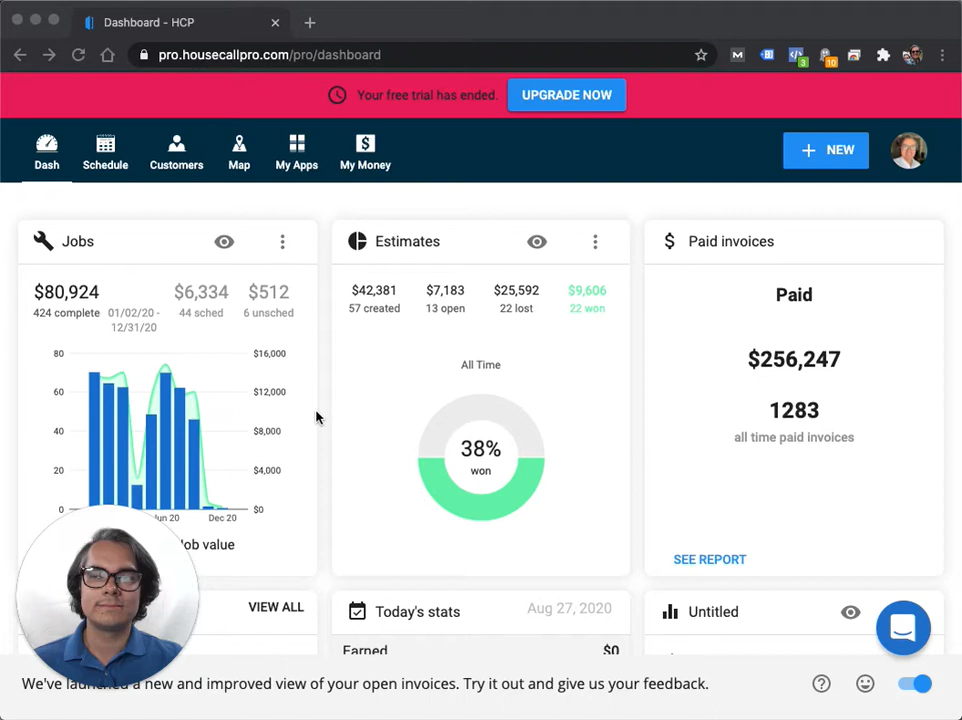 Dashboard - HCP
pro.housecallpro.com/pro/dashboard
3
10
Your free trial has ended.
UPGRADE NOW
Dash
Schedule
Customers
Map
My Apps
My Money
NEW
Jobs
$80,924
424 complete
01/02/20 -
12/31/20
$6,334
44 sched
$512
6 unsched
80
60
40
20
0
$16,000
$12,000
$8,000
$4,000
$0
Dec 20
value
VIEW ALL
Estimates
$42,381
57 created
$7,183
13 open
$25,592
22 lost
$9,606
22 won
All Time
38%
won
Today's stats
Aug 27, 2020
Earned
$0
$ Paid invoices
Paid
$256,247
1283
all time paid invoices
SEE REPORT
Untitled
We've launched a new and improved view of your open invoices. Try it out and give us your feedback.